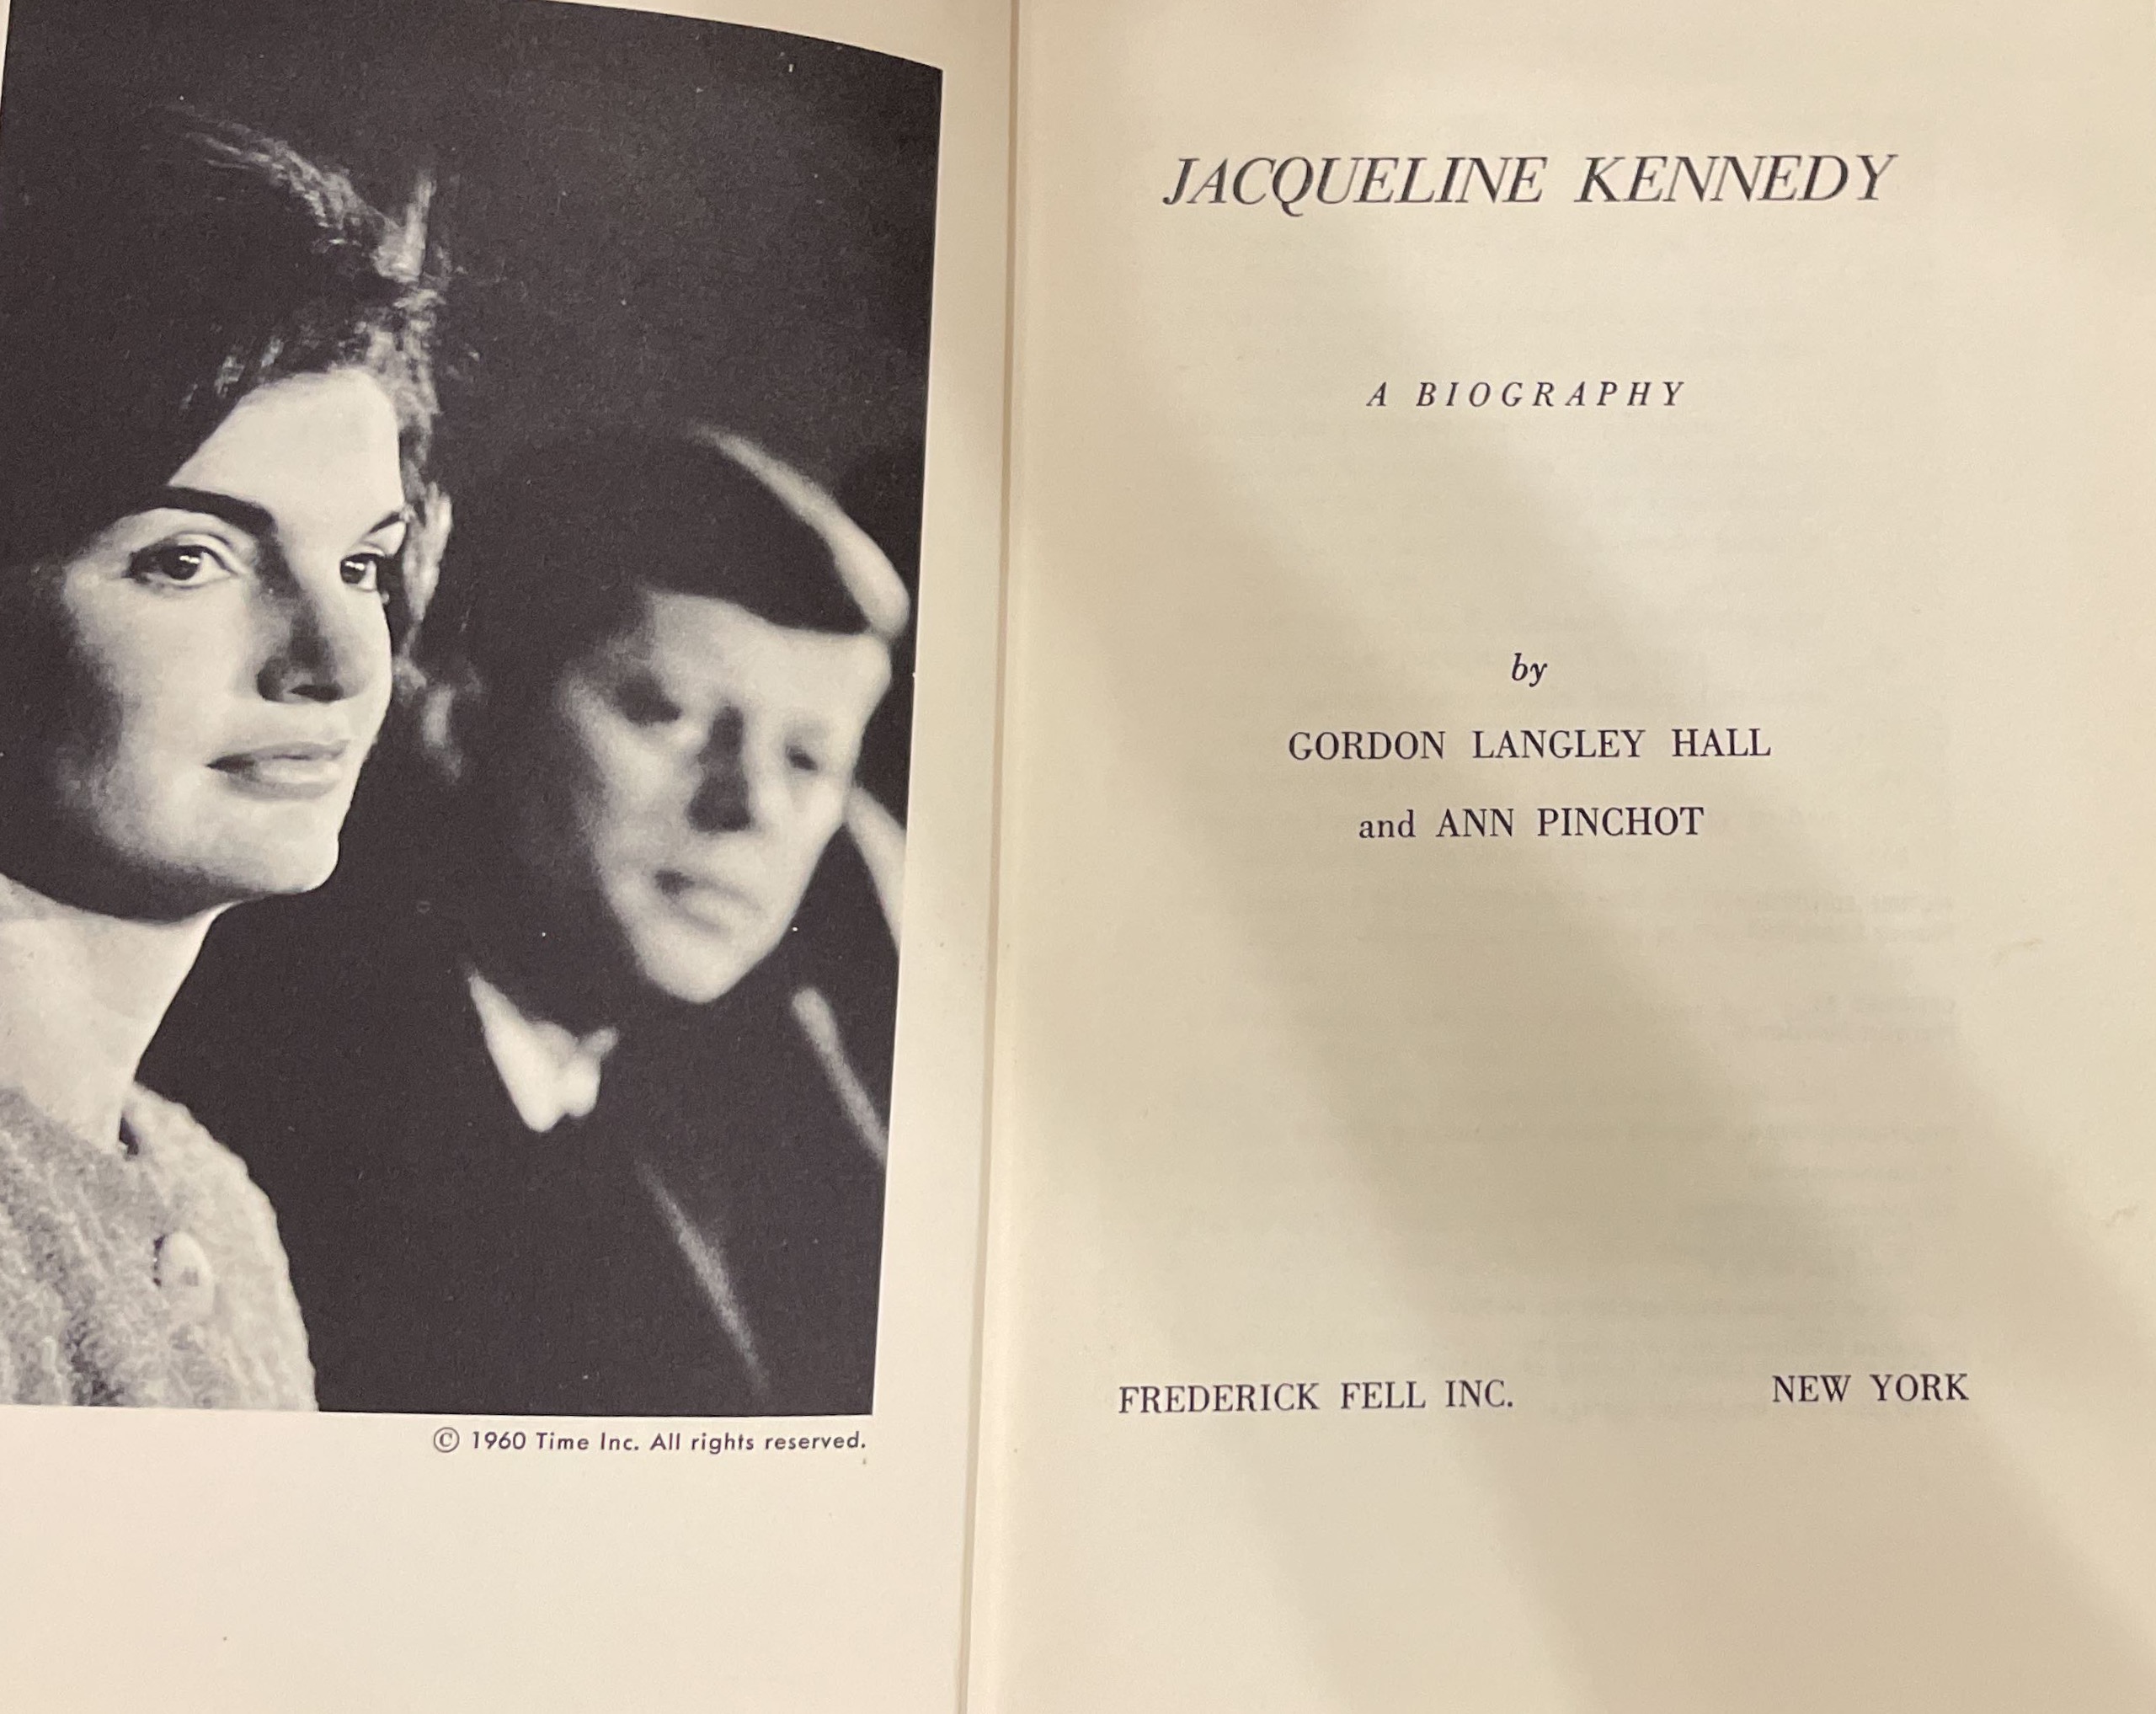 © 1960 Time Inc. All rights reserved.
JACQUELINE KENNEDY
A BIOGRAPHY
by
GORDON LANGLEY HALL
and ANN PINCHOT
FREDERICK FELL INC. NEW YORK